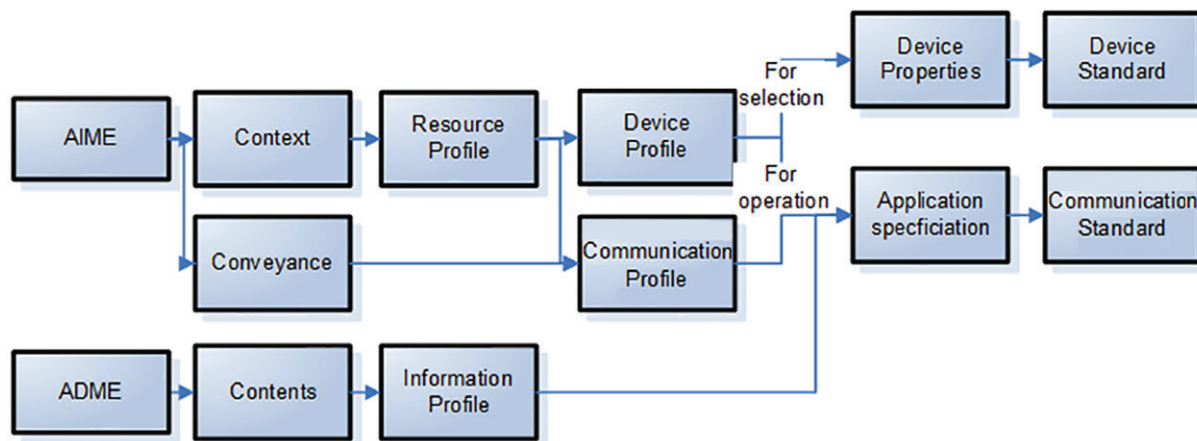 AIME
Context
Resource
Profile
Device
Profile
For
selection
Device
Properties
Device
Standard
Conveyance
Communication
Profile
For
operation
Application
specficiation
Communication
Standard
ADME
Contents
Information
Profile